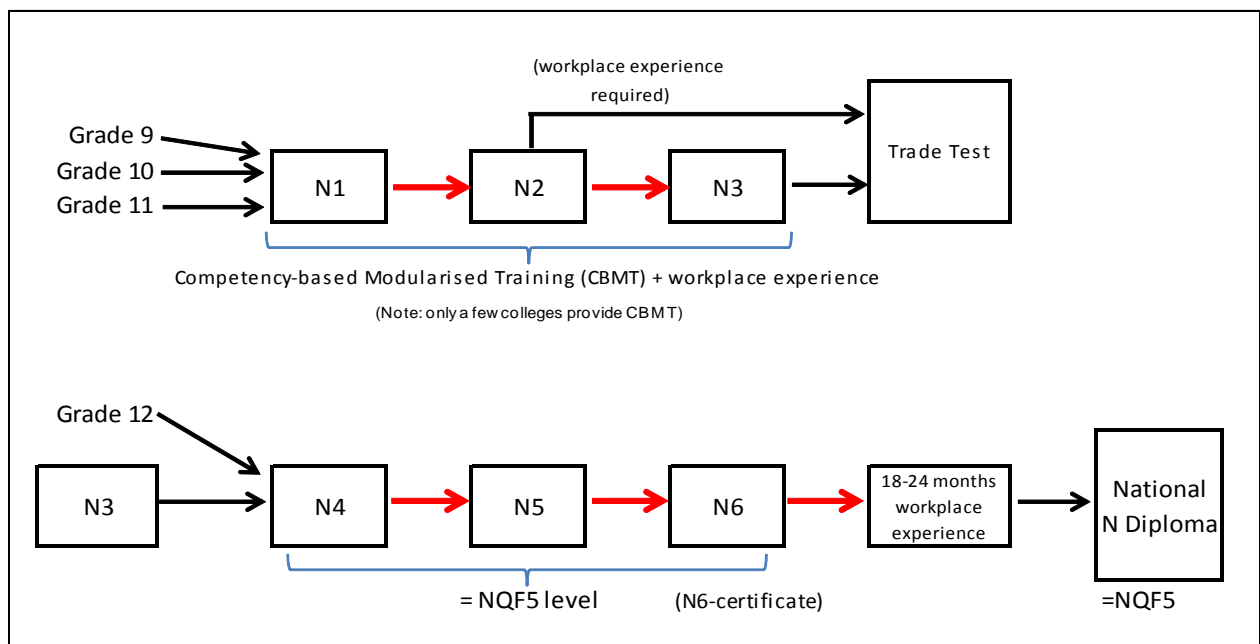 (workplace experience
required)
Grade 9
Grade 10
Grade 11
N1
N2
N3
Trade Test
Competency-based Modularised Training (CBMT) + workplace experience
(Note: only a few colleges provide CBMT)
Grade 12
N3
N4
N5
N6
18-24 months
workplace
experience
National
N Diploma
= NQF5 level
(N6-certificate)
=NQF5